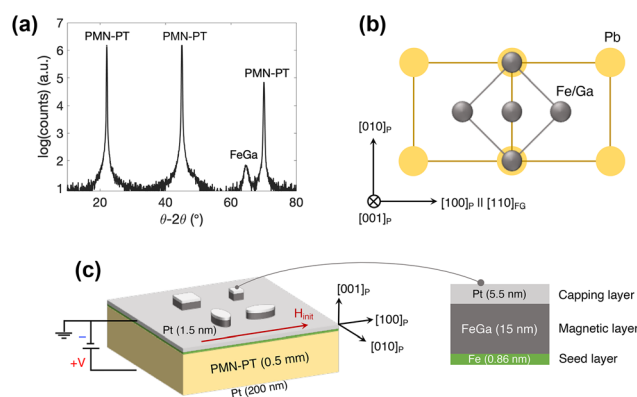 (a)
PMN-PT
PMN-PT
PMN-PT
FeGa
log(counts) (a.u.)
6
5
4
3
2
1
20
40
60
80
θ-2θ (°)
(b)
Pb
Fe/Ga
[010]P
[001]P
[100]P II [110]FG
(c)
Pt (1.5 nm)
Hinit
PMN-PT (0.5 mm)
Pt (200 nm)
–
+V
[001]P
[100]P
[010]P
Pt (5.5 nm)
Capping layer
FeGa (15 nm)
Magnetic layer
Fe (0.86 nm)
Seed layer